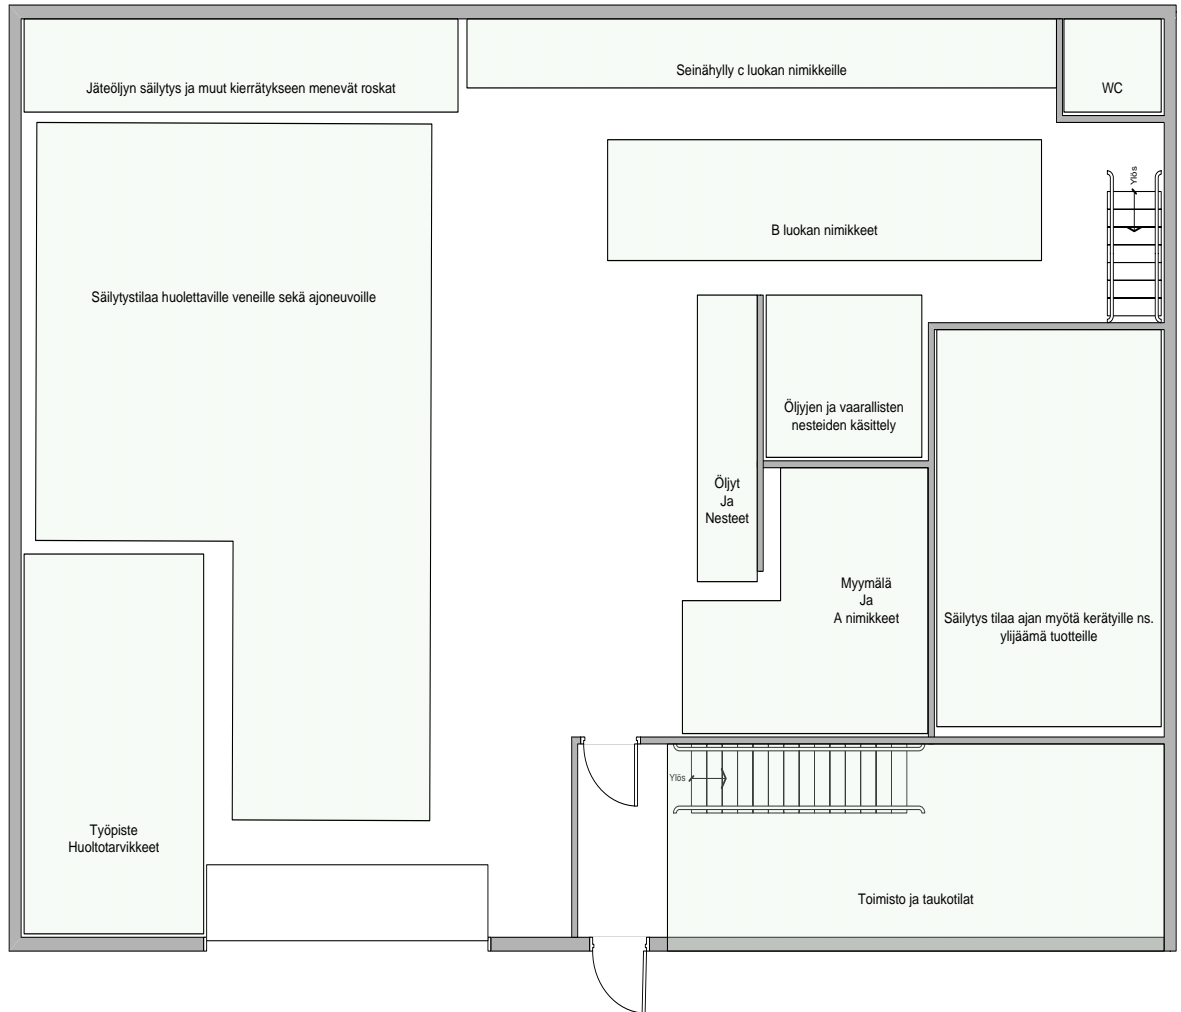 Jäteöljyn säilytys ja muut kierrätykseen menevät roskat
Seinähylly c luokan nimikkeille
WC
Ylös
B luokan nimikkeet
Säilytystilaa huolettaville veneille sekä ajoneuvoille
Öljyjen ja vaarallisten
nesteiden käsittely
Öljyt
Ja
Nesteet
Myymälä
Ja
A nimikkeet
Säilytys tilaa ajan myötä kerätyille ns.
ylijäämä tuotteille
Ylös
Työpiste
Huoltotarvikkeet
Toimisto ja taukotilat